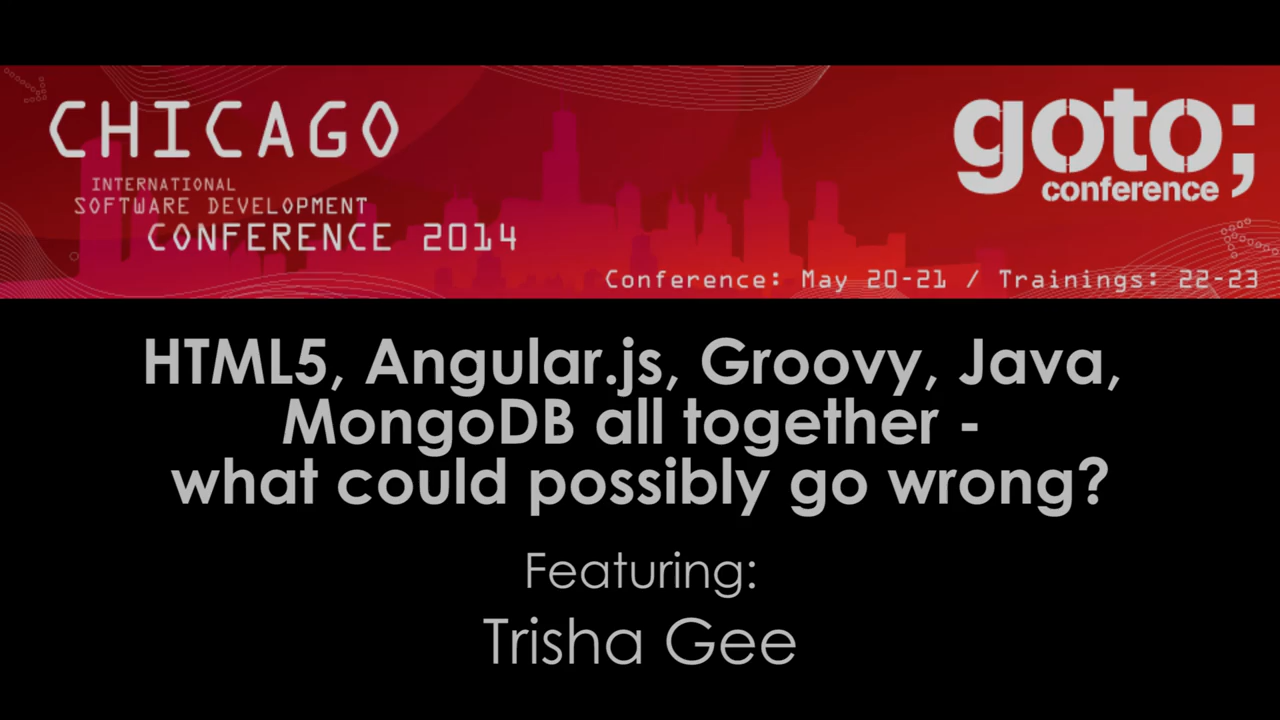 CHICAGO
INTERNATIONAL
SOFTWARE DEVELOPMENT
CONFERENCE 2014
goto;
conference
Conference: May 20-21 / Trainings: 22-23
HTML5, Angular.js, Groovy, Java,
MongoDB all together -
what could possibly go wrong?
Featuring:
Trisha Gee